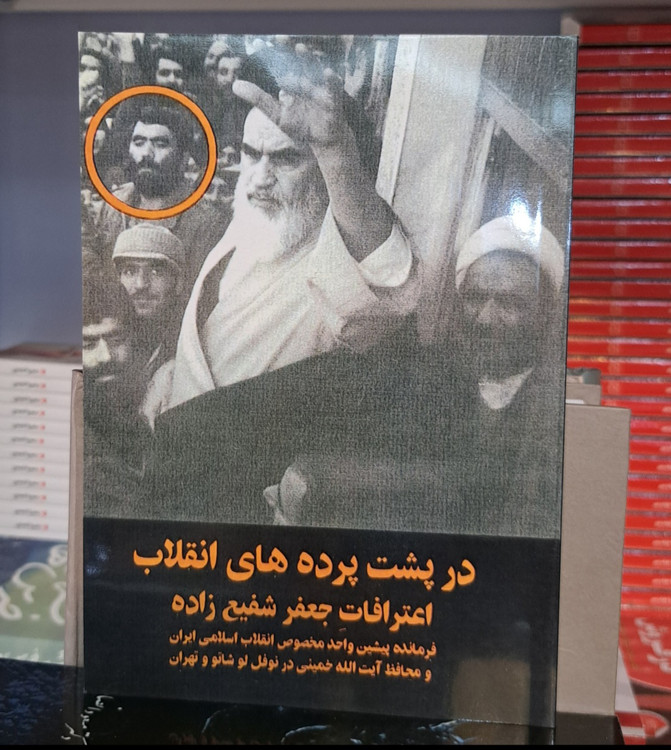 در پشت پرده های انقلاب
اعترافاتِ جعفر شفیع زاده
فرمانده پیشین واحد مخصوص انقلاب اسلامی ایران
و محافظ آیت الله خمینی در نوفل لو شاتو و تهران